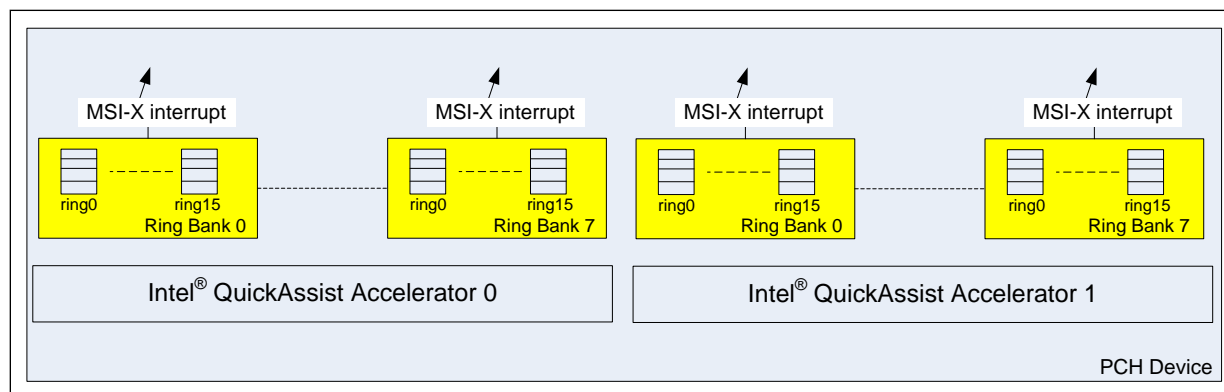 MSI-X interrupt
MSI-X interrupt
MSI-X interrupt
MSI-X interrupt
ring0
ring15
Ring Bank 0
ring0
ring15
Ring Bank 7
ring0
ring15
Ring Bank 0
ring0
ring15
Ring Bank 7
Intel® QuickAssist Accelerator 0
Intel® QuickAssist Accelerator 1
PCH Device